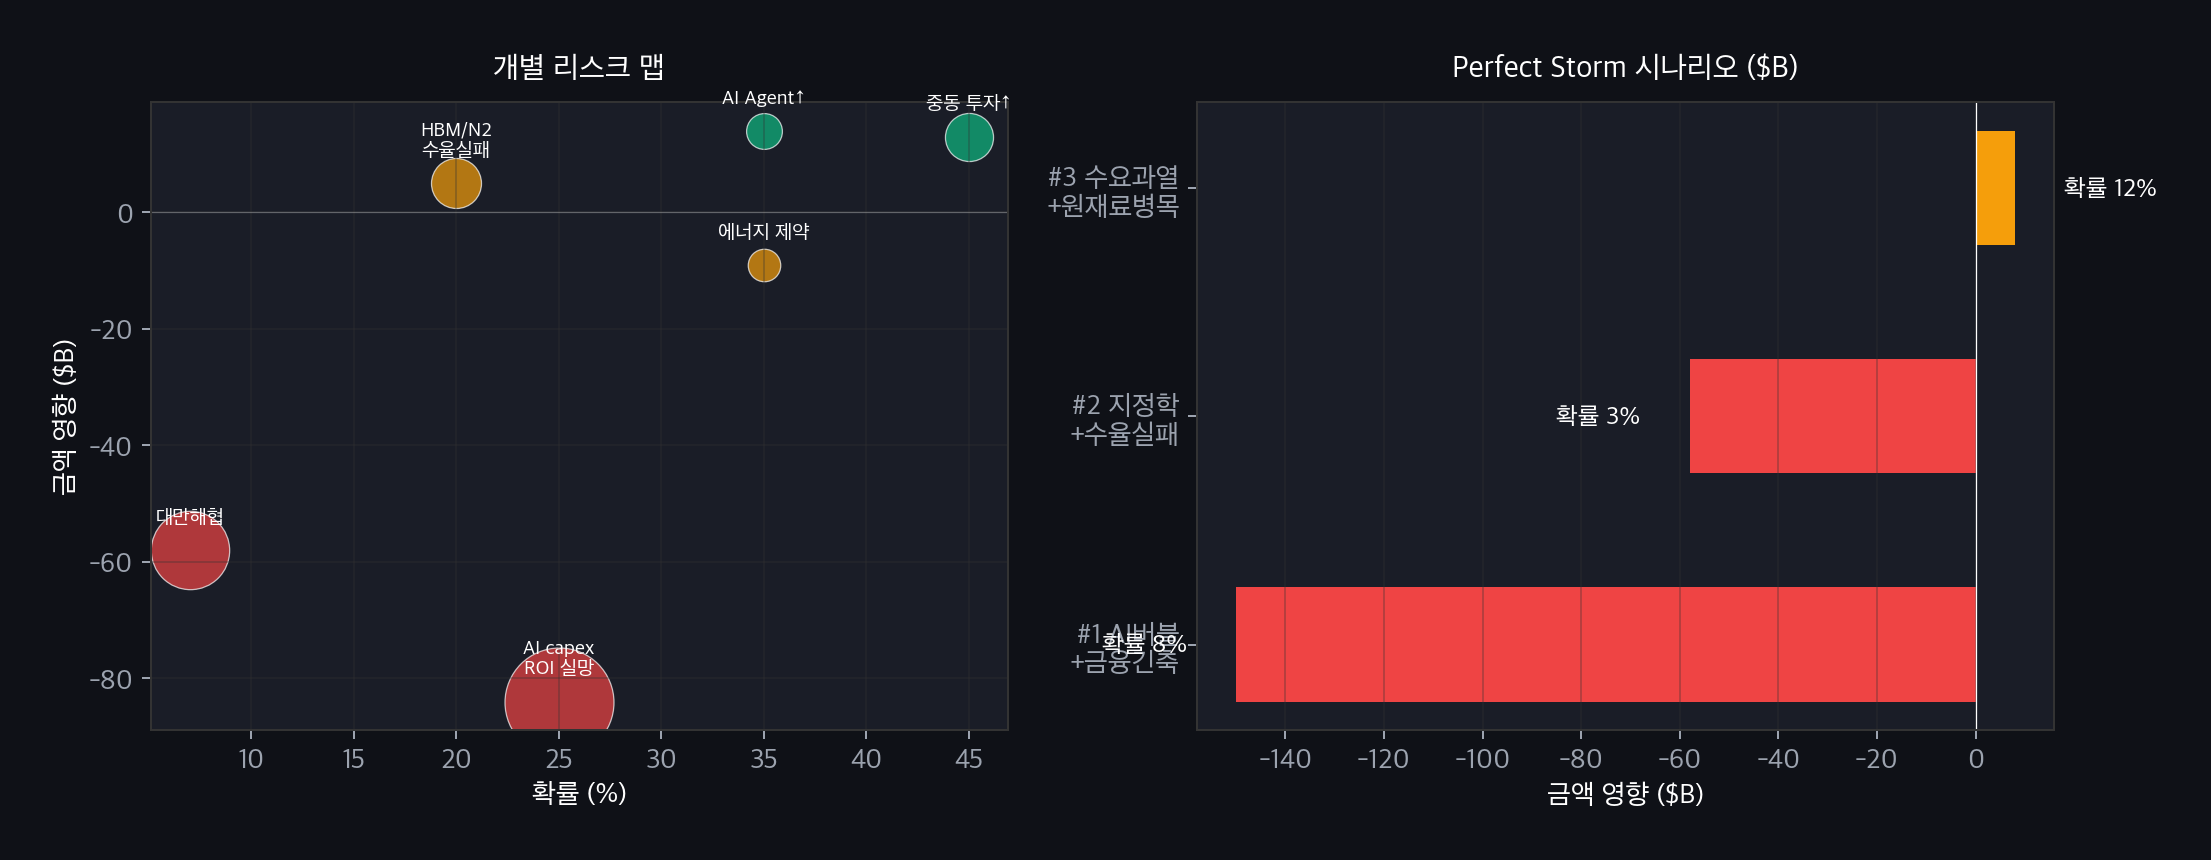 개별 리스크 맵
AI Agent↑
중동 투자↑
HBM/N2
수율실패
에너지 제약
대만해협
AI capex
ROI 실망
0
-20
-40
-60
-80
금액 영향 ($B)
10 15 20 25 30 35 40 45
확률 (%)
Perfect Storm 시나리오 ($B)
#3 수요과열
+원재료병목
확률 12%
#2 지정학
+수율실패
확률 3%
#1 AI버블
+금융긴축
확률 8%
-140 -120 -100 -80 -60 -40 -20 0
금액 영향 ($B)